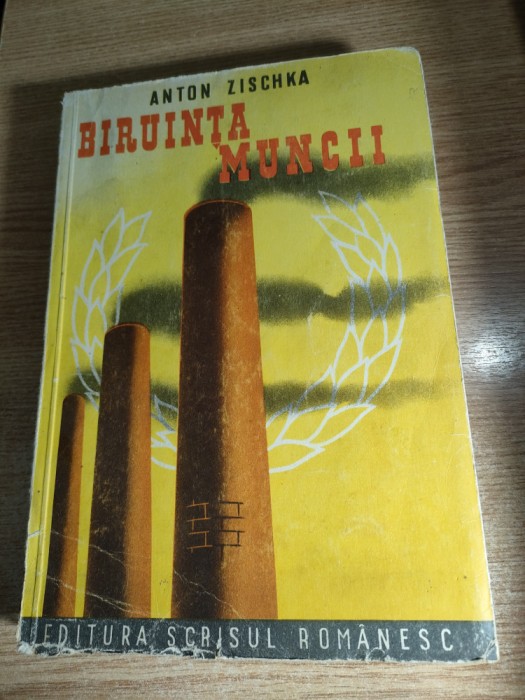 ANTON ZISCHKA
BIRUINȚA
MUNCII
EDITURA SCRISUL ROMÂNESC